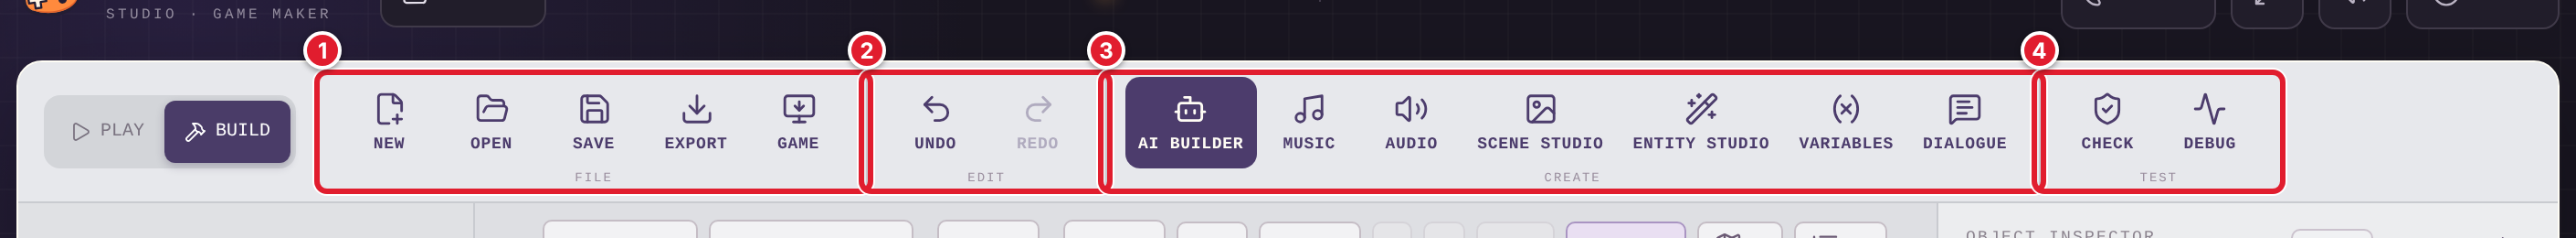 STUDIO · GAME MAKER
1 2 3 4
PLAY BUILD NEW OPEN SAVE EXPORT GAME UNDO REDO AI BUILDER MUSIC AUDIO SCENE STUDIO ENTITY STUDIO VARIABLES DIALOGUE CHECK DEBUG
FILE EDIT CREATE TEST
OBJECT INSPECTOR